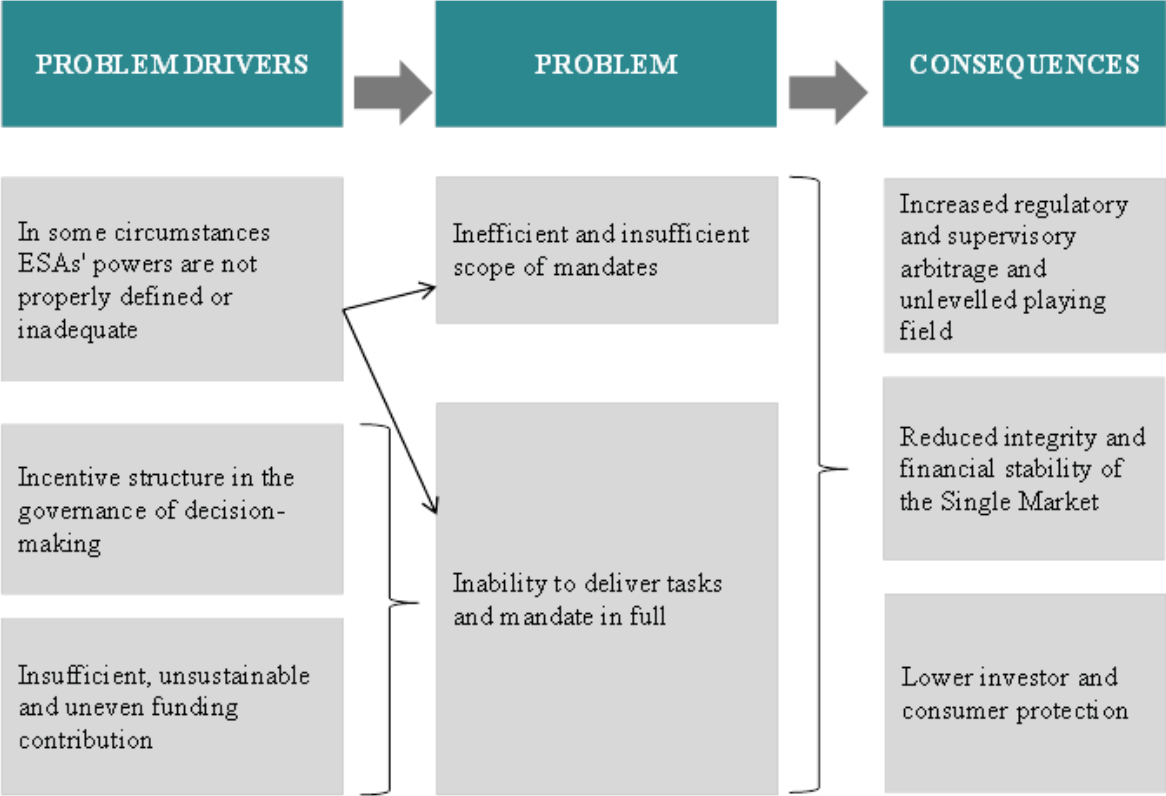 PROBLEM DRIVERS
PROBLEM
CONSEQUENCES
In some circumstances
ESAs' powers are not
properly defined or
inadequate
Incentive structure in the
governance of decision-
making
Insufficient, unsustainable
and uneven funding
contribution
Inefficient and insufficient
scope of mandates
Inability to deliver tasks
and mandate in full
Increased regulatory
and supervisory
arbitrage and
unlevelled playing
field
Reduced integrity and
financial stability of
the Single Market
Lower investor and
consumer protection